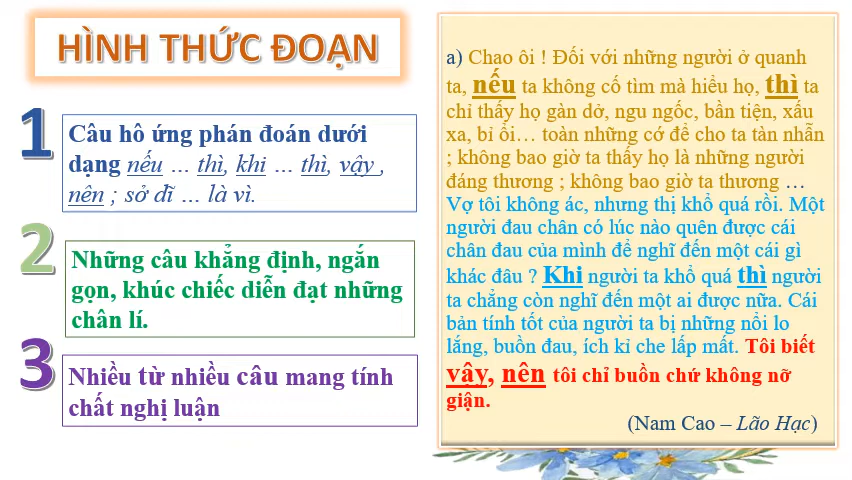 HÌNH THỨC ĐOẠN
1
Câu hô ứng phán đoán dưới
dạng nếu … thì, khi … thì, vậy ,
nên ; sở dĩ … là vì.
2
Những câu khẳng định, ngắn
gọn, khúc chiếc diễn đạt những
chân lí.
3
Nhiều từ nhiều câu mang tính
chất nghị luận
a) Chao ôi ! Đối với những người ở quanh
ta, nếu ta không cố tìm mà hiểu họ, thì ta
chỉ thấy họ gàn dở, ngu ngốc, bần tiện, xấu
xa, bỉ ổi… toàn những cớ để cho ta tàn nhẫn
; không bao giờ ta thấy họ là những người
đáng thương ; không bao giờ ta thương …
Vợ tôi không ác, nhưng thị khổ quá rồi. Một
người đau chân có lúc nào quên được cái
chân đau của mình để nghĩ đến một cái gì
khác đâu ? Khi người ta khổ quá thì người
ta chẳng còn nghĩ đến một ai được nữa. Cái
bản tính tốt của người ta bị những nỗi lo
lắng, buồn đau, ích kỉ che lấp mất. Tôi biết
vậy, nên tôi chỉ buồn chứ không nỡ
giận.
(Nam Cao – Lão Hạc)